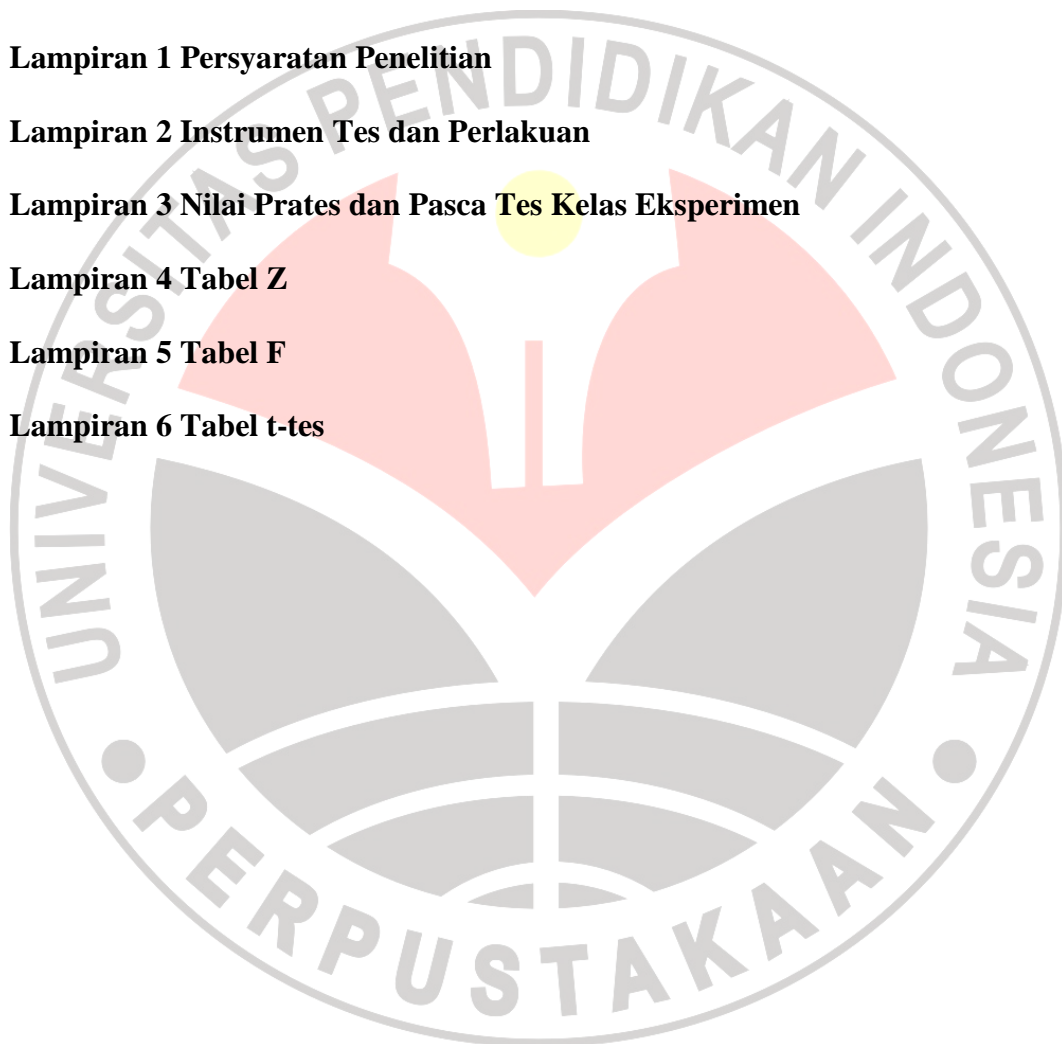 Lampiran 1 Persyaratan Penelitian
Lampiran 2 Instrumen Tes dan Perlakuan
Lampiran 3 Nilai Prates dan Pasca Tes Kelas Eksperimen
Lampiran 4 Tabel Z
Lampiran 5 Tabel F
Lampiran 6 Tabel t-tes
UNIVERSITAS PENDIDIKAN INDONESIA
PERPUSTAKAAN